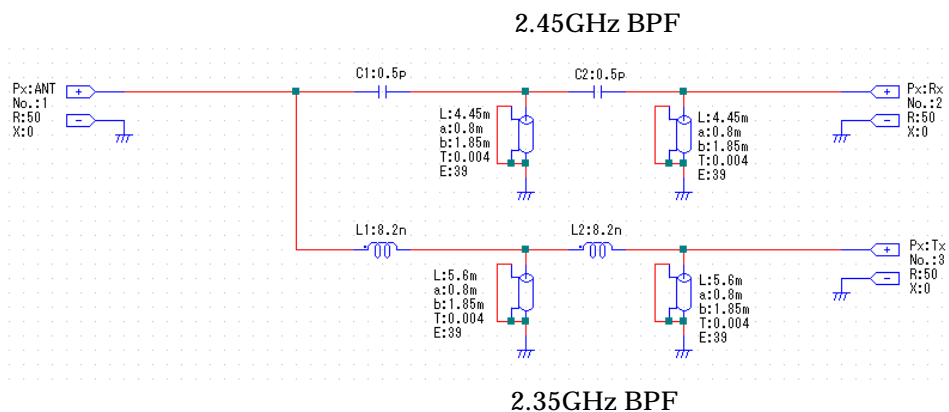 2.45GHz BPF
C1:0.5p
C2:0.5p
Px:ANT
No.:1
R:50
X:0
+
-
L:4.45m
a:0.8m
b:1.85m
T:0.004
E:39
L:4.45m
a:0.8m
b:1.85m
T:0.004
E:39
+
-
Px:Rx
No.:2
R:50
X:0
L1:8.2n
L2:8.2n
L:5.6m
a:0.8m
b:1.85m
T:0.004
E:39
L:5.6m
a:0.8m
b:1.85m
T:0.004
E:39
+
-
Px:Tx
No.:3
R:50
X:0
2.35GHz BPF